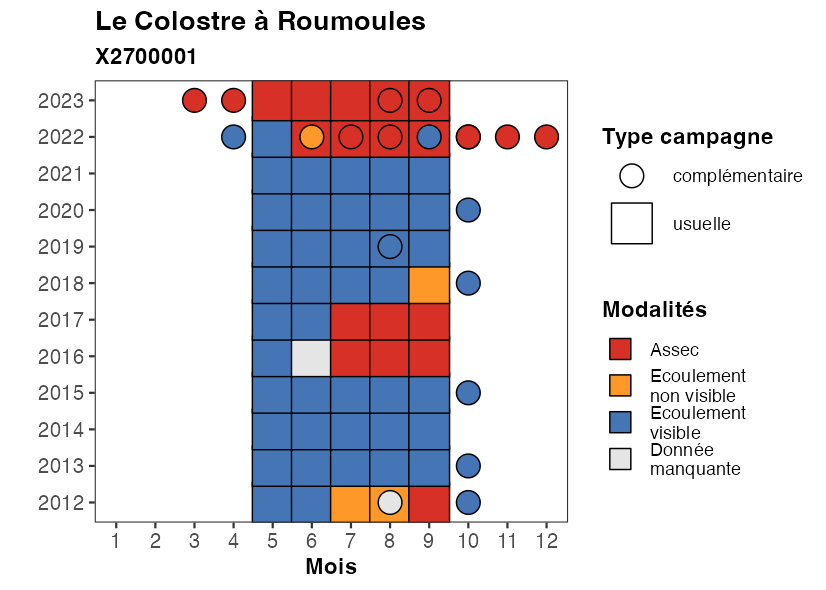 Le Colostre à Roumoules
X2700001
2023
2022
2021
2020
2019
2018
2017
2016
2015
2014
2013
2012
1 2 3 4 5 6 7 8 9 10 11 12
Mois
Type campagne
complémentaire
usuelle
Modalités
Assec
Ecoulement
non visible
Ecoulement
visible
Donnée
manquante